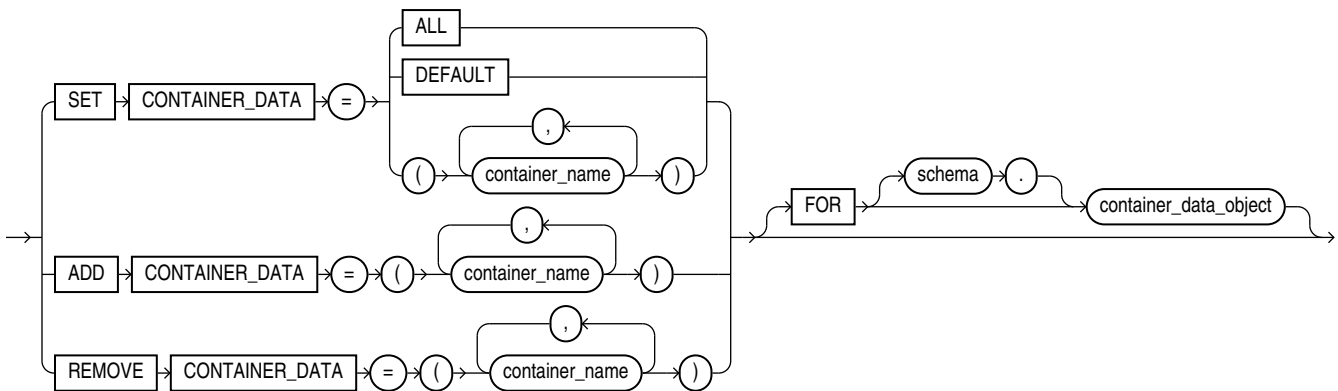 ALL
DEFAULT
SET CONTAINER_DATA =
,
( container_name )
FOR schema . container_data_object
,
ADD CONTAINER_DATA = ( container_name )
,
REMOVE CONTAINER_DATA = ( container_name )